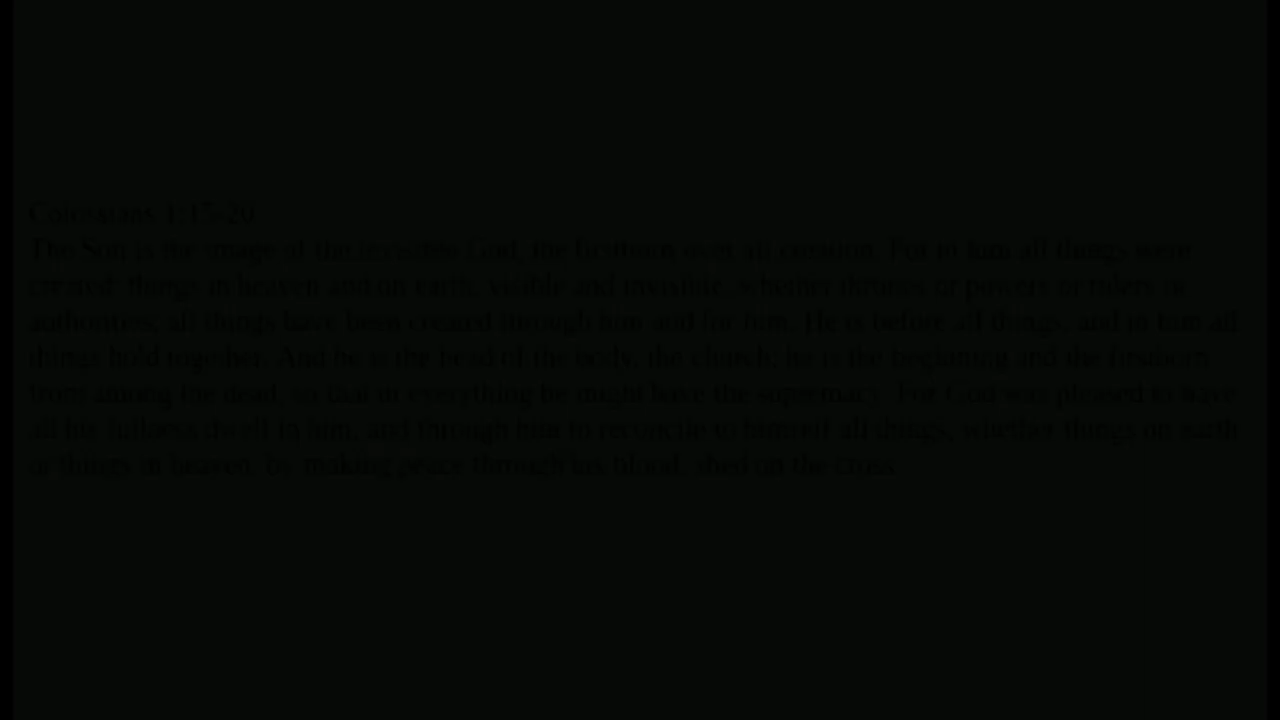 Colossians 1:15-20
The Son is the image of the invisible God, the firstborn over all creation. For in him all things were
created: things in heaven and on earth, visible and invisible, whether thrones or powers or rulers or
authorities; all things have been created through him and for him. He is before all things, and in him all
things hold together. And he is the head of the body, the church; he is the beginning and the firstborn
from among the dead, so that in everything he might have the supremacy. For God was pleased to have
all his fullness dwell in him, and through him to reconcile to himself all things, whether things on earth
or things in heaven, by making peace through his blood, shed on the cross.